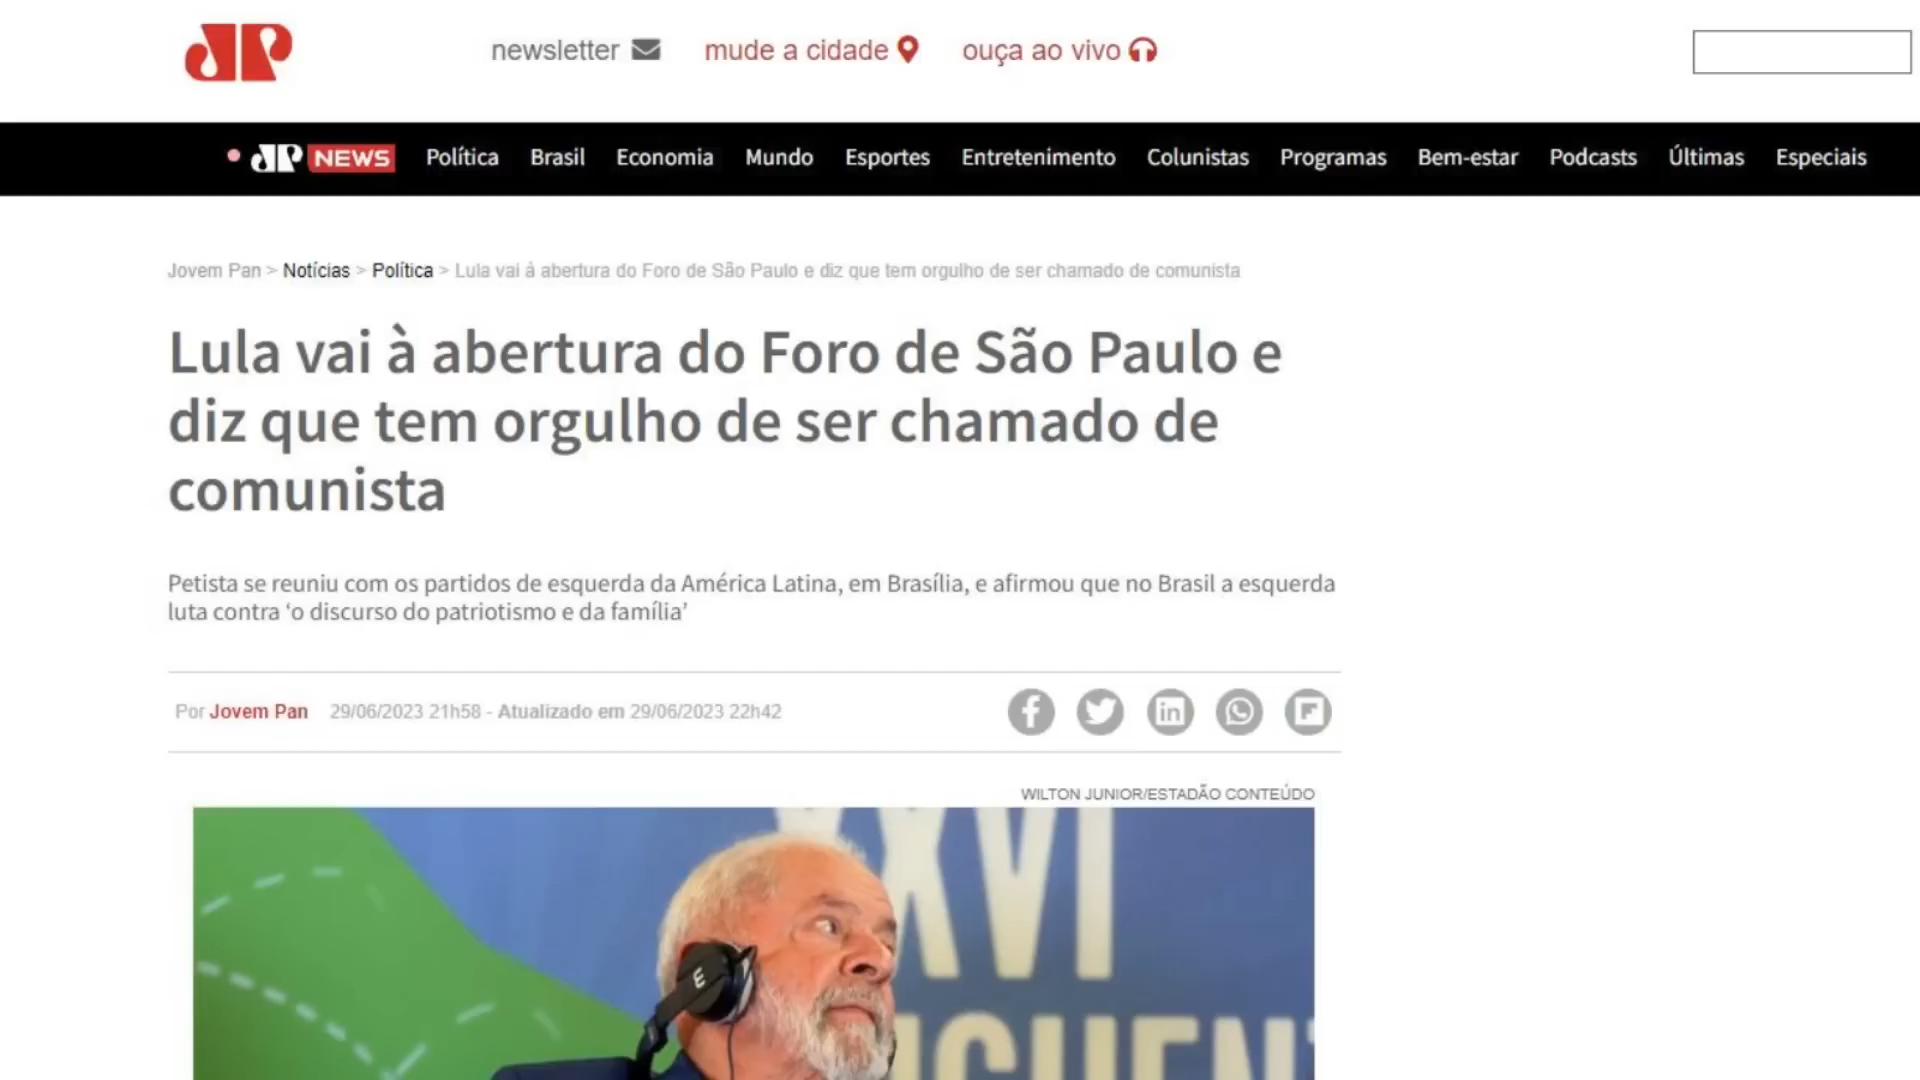 JP
newsletter
mude a cidade
ouça ao vivo
JP NEWS
Política
Brasil
Economia
Mundo
Esportes
Entretenimento
Colunistas
Programas
Bem-estar
Podcasts
Últimas
Especiais
Jovem Pan > Notícias > Política > Lula vai à abertura do Foro de São Paulo e diz que tem orgulho de ser chamado de comunista
Lula vai à abertura do Foro de São Paulo e
diz que tem orgulho de ser chamado de
comunista
Petista se reuniu com os partidos de esquerda da América Latina, em Brasília, e afirmou que no Brasil a esquerda
luta contra ‘o discurso do patriotismo e da família’
Por Jovem Pan 29/06/2023 21h58 - Atualizado em 29/06/2023 22h42
WILTON JUNIOR/ESTADÃO CONTEÚDO
XXVI